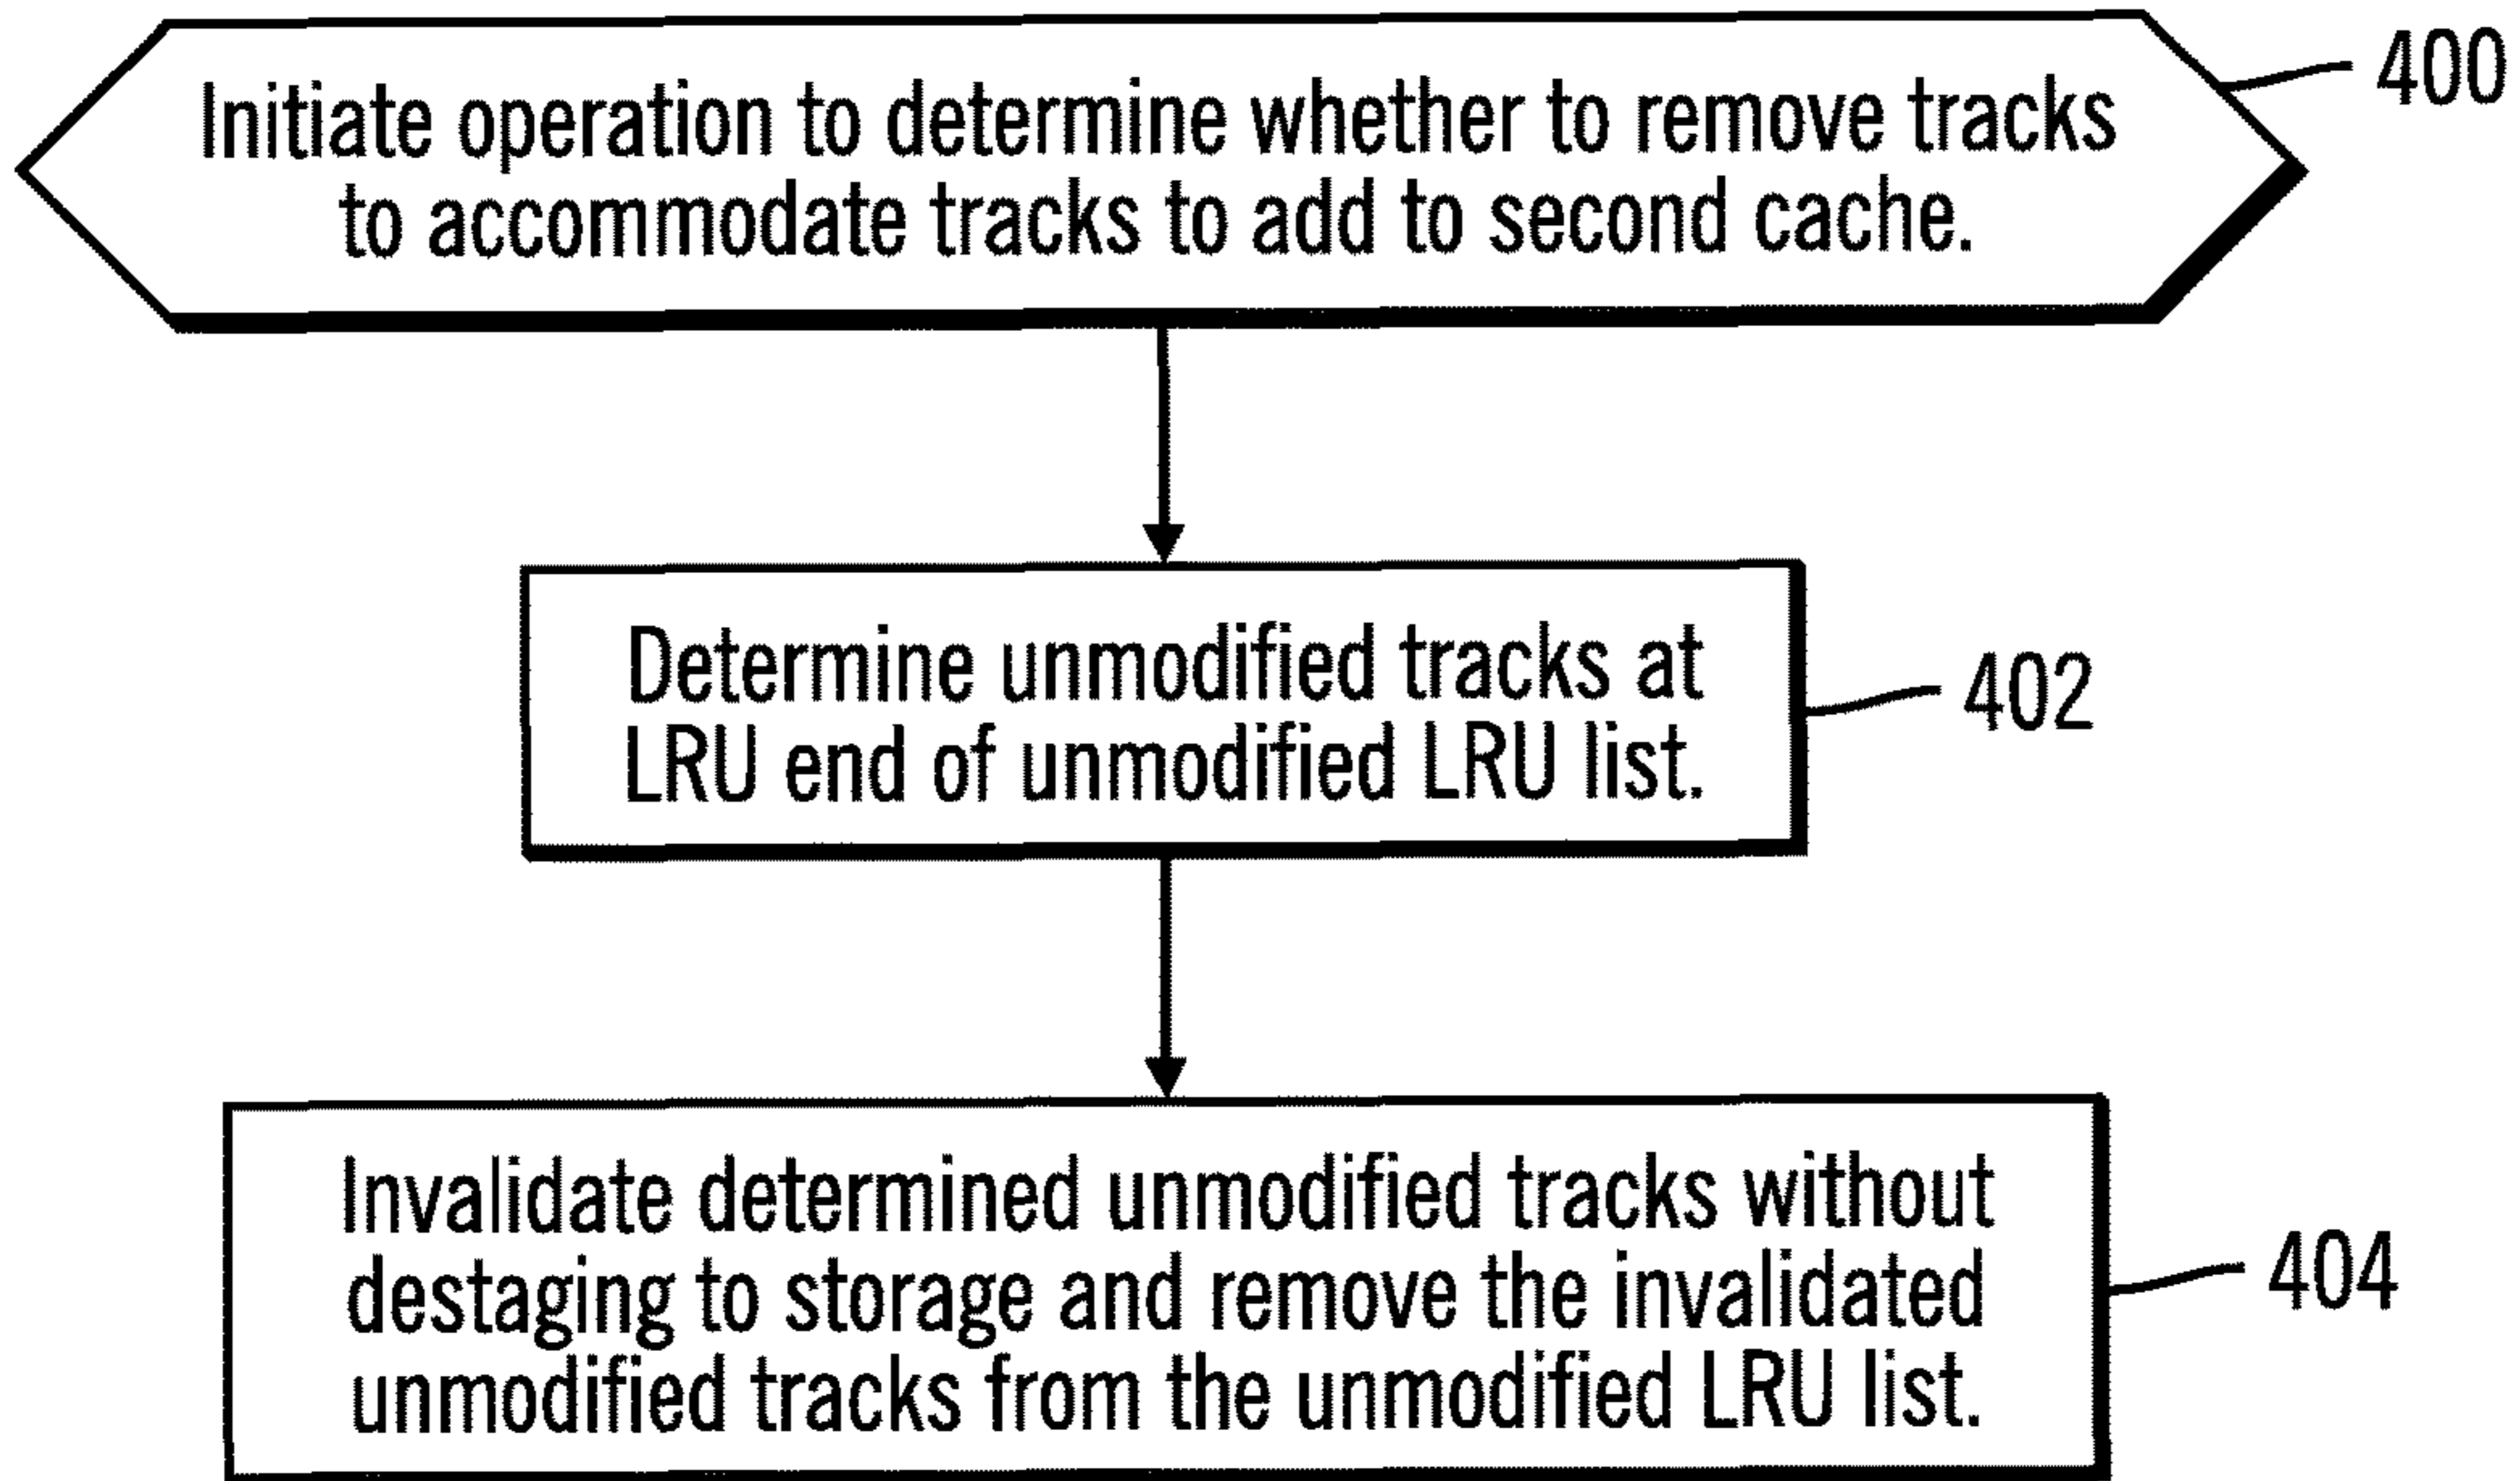 Initiate operation to determine whether to remove tracks
to accommodate tracks to add to second cache.
400
Determine unmodified tracks at
LRU end of unmodified LRU list.
402
Invalidate determined unmodified tracks without
destaging to storage and remove the invalidated
unmodified tracks from the unmodified LRU list.
404